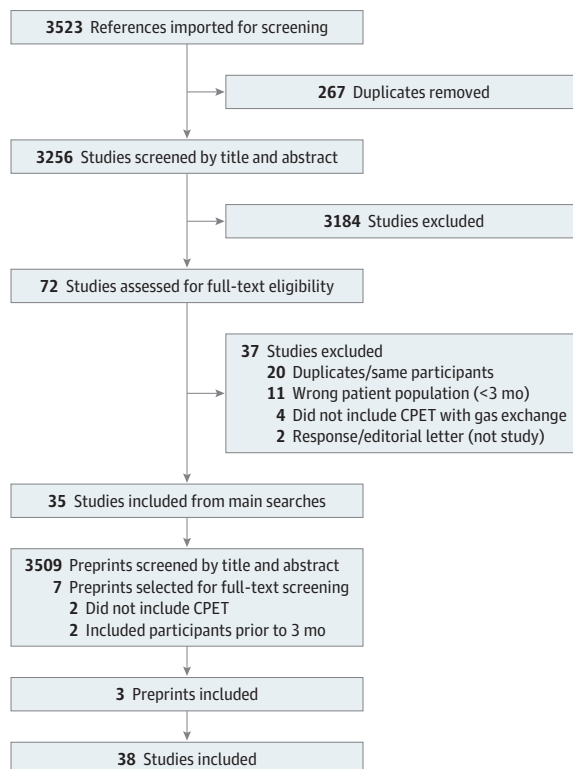 3523 References imported for screening
267 Duplicates removed
3256 Studies screened by title and abstract
3184 Studies excluded
72 Studies assessed for full-text eligibility
37 Studies excluded
20 Duplicates/same participants
11 Wrong patient population (<3 mo)
4 Did not include CPET with gas exchange
2 Response/editorial letter (not study)
35 Studies included from main searches
3509 Preprints screened by title and abstract
7 Preprints selected for full-text screening
2 Did not include CPET
2 Included participants prior to 3 mo
3 Preprints included
38 Studies included